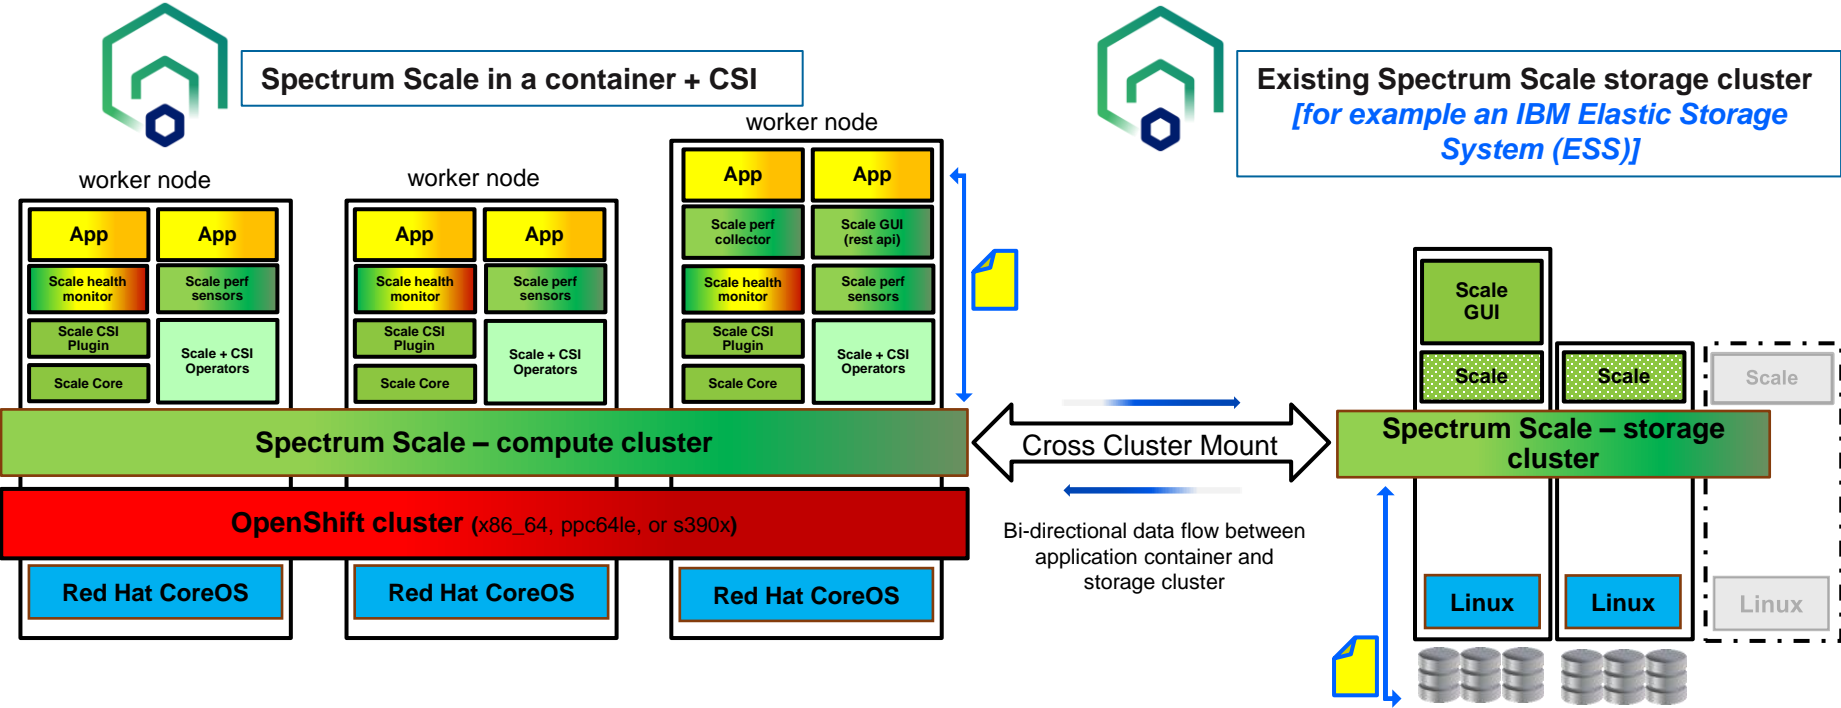 Spectrum Scale in a container + CSI
Existing Spectrum Scale storage cluster
[for example an IBM Elastic Storage
System (ESS)]
worker node
App
App
Scale health
monitor
Scale perf
sensors
Scale CSI
Plugin
Scale + CSI
Operators
Scale Core
worker node
App
App
Scale health
monitor
Scale perf
sensors
Scale CSI
Plugin
Scale + CSI
Operators
Scale Core
worker node
App
App
Scale perf
collector
Scale GUI
(rest api)
Scale health
monitor
Scale perf
sensors
Scale CSI
Plugin
Scale + CSI
Operators
Scale Core
Spectrum Scale – compute cluster
OpenShift cluster (x86_64, ppc64le, or s390x)
Red Hat CoreOS
Red Hat CoreOS
Red Hat CoreOS
Cross Cluster Mount
Bi-directional data flow between
application container and
storage cluster
Scale
GUI
Scale
Scale
Scale
Spectrum Scale – storage
cluster
Linux
Linux
Linux